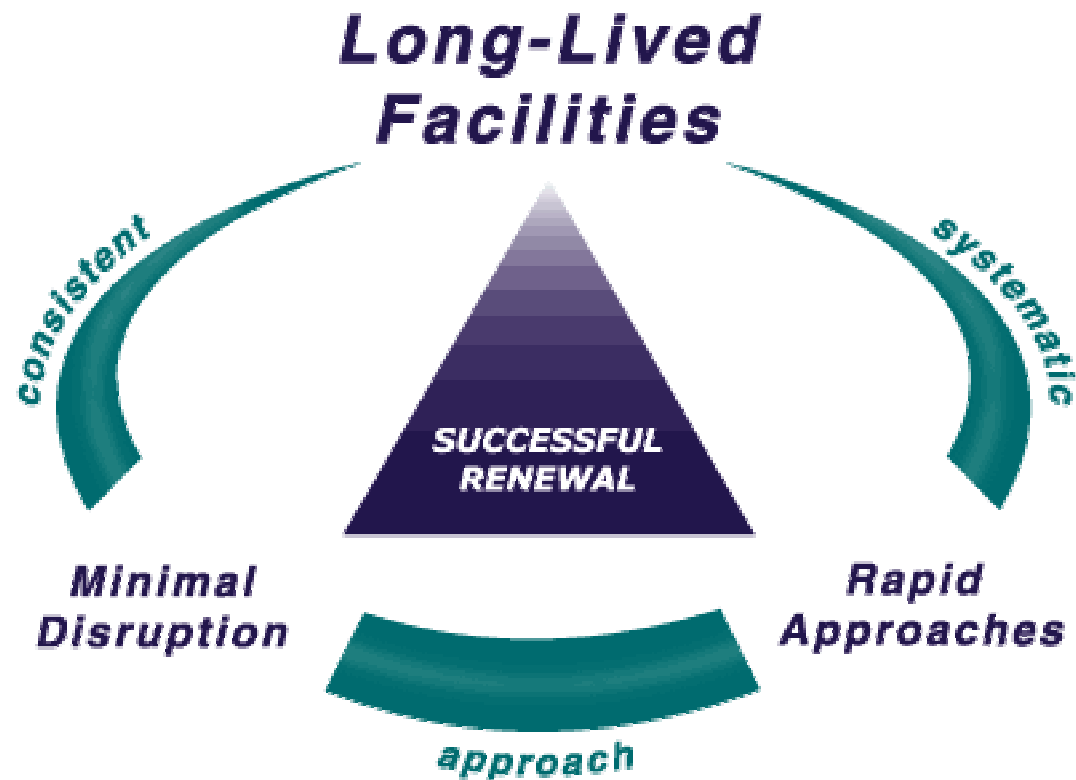 Long-Lived
Facilities
consistent
systematic
SUCCESSFUL
RENEWAL
Minimal
Disruption
Rapid
Approaches
approach